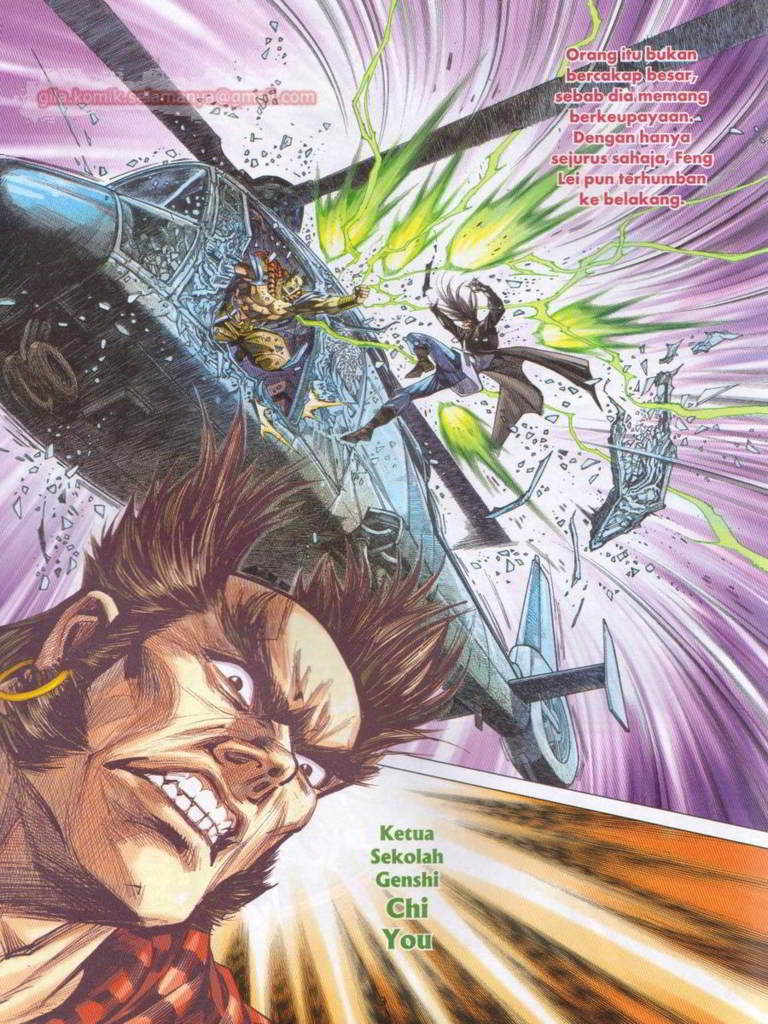 gila.komik.selamanya@gmail.com
Orang itu bukan
bercakap besar,
sebab dia memang
berkeupayaan.
Dengan hanya
sejurus sahaja, Feng
Lei pun terhumban
ke belakang.
Ketua
Sekolah
Genshi
Chi
You